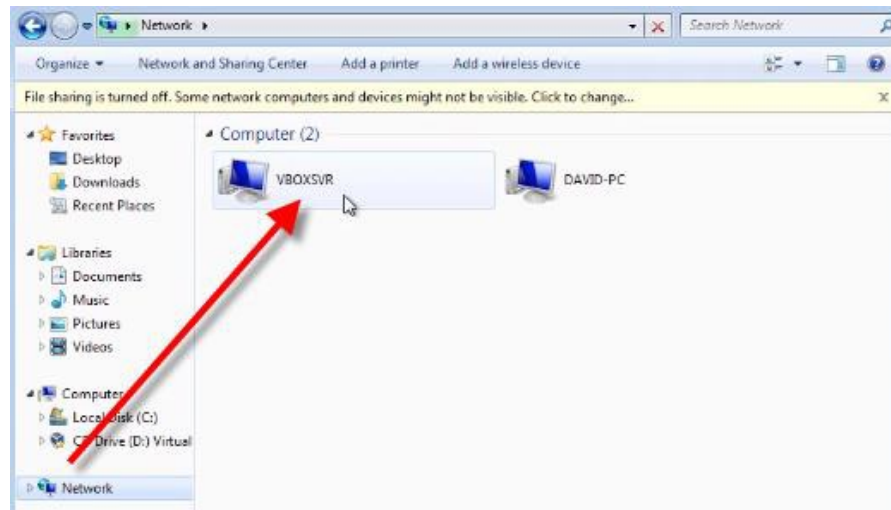 Network
Search Network
Organize
Network and Sharing Center
Add a printer
Add a wireless device
File sharing is turned off. Some network computers and devices might not be visible. Click to change...
Favorites
Desktop
Downloads
Recent Places
Libraries
Documents
Music
Pictures
Videos
Computer
Local Disk (C:)
CD Drive (D:) Virtual
Network
Computer (2)
VBOXSVR
DAVID-PC